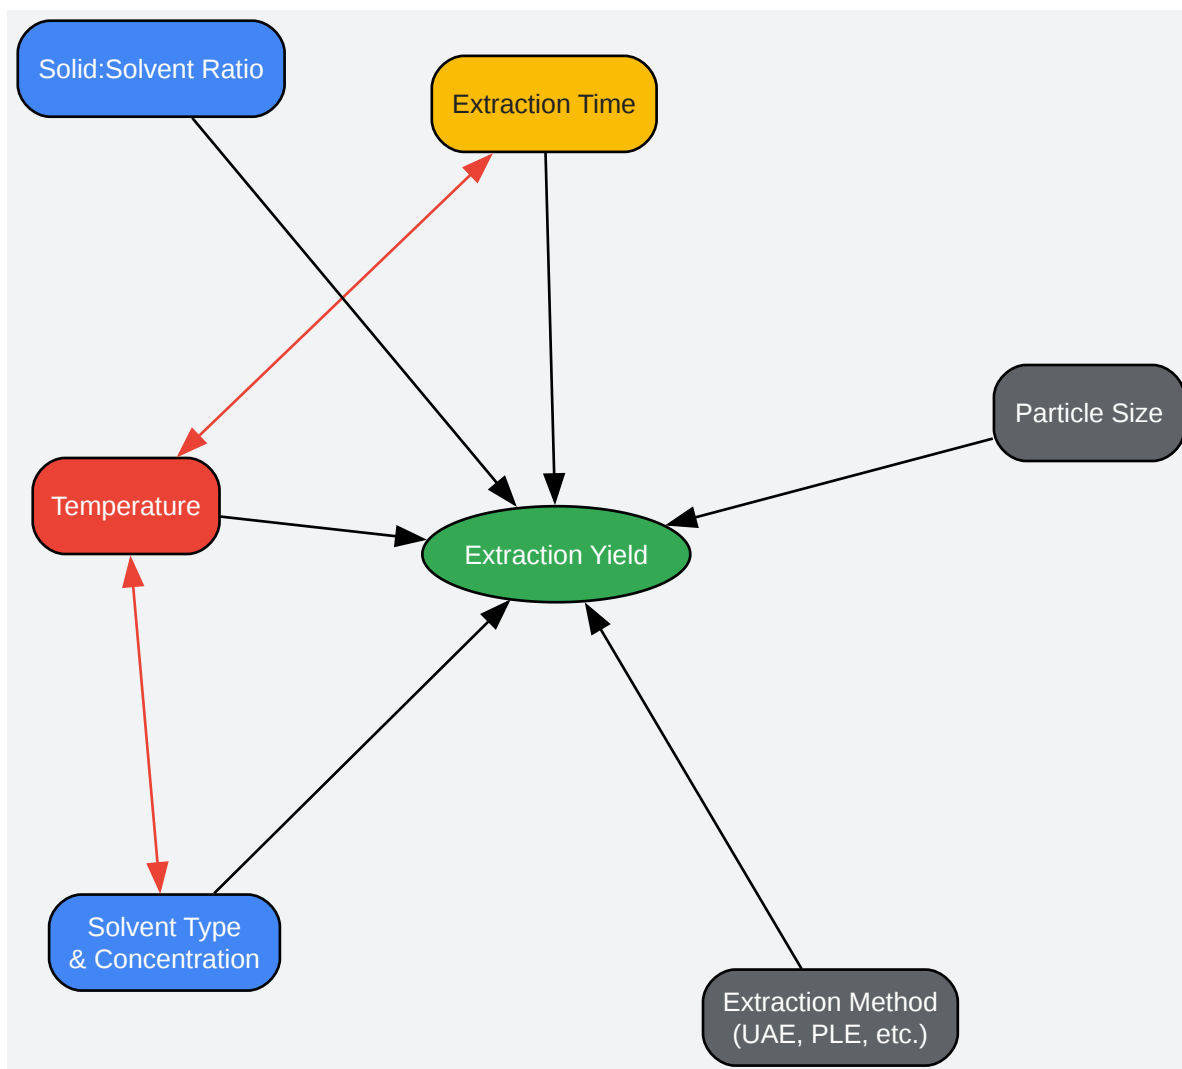 Solid:Solvent Ratio
Extraction Time
Particle Size
Temperature
Extraction Yield
Solvent Type
& Concentration
Extraction Method
(UAE, PLE, etc.)